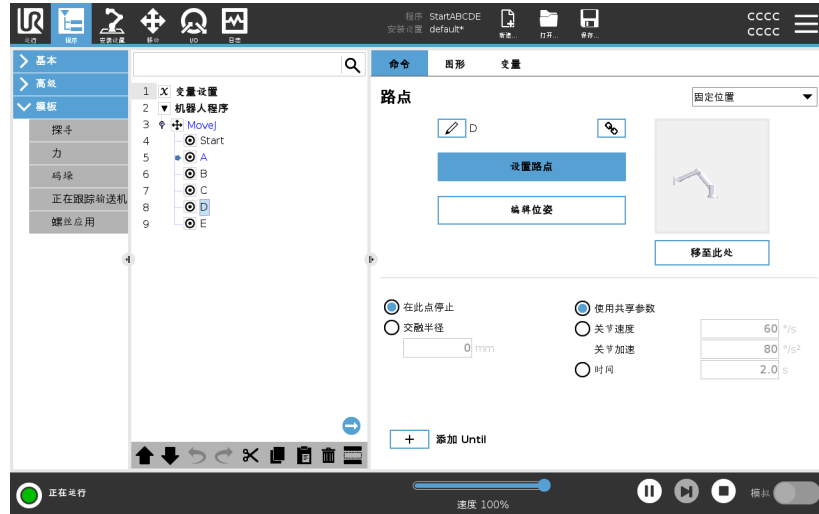 UR
运行 程序 安装设置 移动 I/O 日志
程序 StartABCDE
安装设置 default*
新建... 打开... 保存...
cccc
cccc
基本
高级
模板
探寻
力
码垛
正在跟踪输送机
螺丝应用
1 X 变量设置
2 机器人程序
3 MoveJ
4 Start
5 A
6 B
7 C
8 D
9 E
命令 图形 变量
路点
固定位置
D
设置路点
编辑位姿
移至此处
在此点停止
交融半径
0 mm
使用共享参数
关节速度 60 °/s
关节加速 80 °/s²
时间 2.0 s
+ 添加 Until
正在运行
速度 100%
模拟